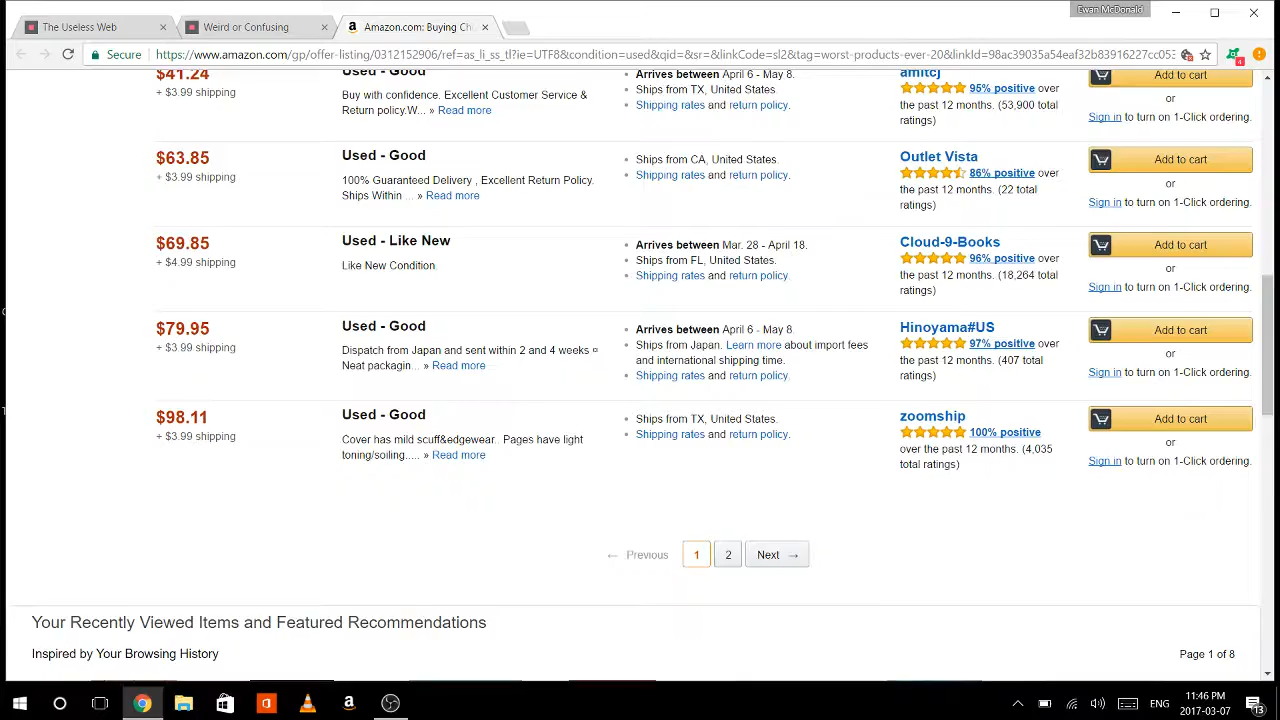 Ewan McDonald
The Useless Web
Weird or Confusing
Amazon.com: Buying Ch
Secure
https://www.amazon.com/gp/offer-listing/0312152906/ref=as_li_ss_tl?ie=UTF8&condition=used&qid=&sr=&linkCode=sl2&tag=worst-products-ever-20&linkId=98ac39035a54eaf32b83916227cc05
4
$41.24
+ $3.99 shipping
Used - Good
Buy with confidence. Excellent Customer Service &
Return policy.W... » Read more
Arrives between April 6 - May 8.
Ships from TX, United States.
Shipping rates and return policy.
amitcj
95% positive over
the past 12 months. (53,900 total
ratings)
Add to cart
or
Sign in to turn on 1-Click ordering.
$63.85
+ $3.99 shipping
Used - Good
100% Guaranteed Delivery , Excellent Return Policy.
Ships Within ... » Read more
Ships from CA, United States.
Shipping rates and return policy.
Outlet Vista
86% positive over
the past 12 months. (22 total
ratings)
Add to cart
or
Sign in to turn on 1-Click ordering.
$69.85
+ $4.99 shipping
Used - Like New
Like New Condition.
Arrives between Mar. 28 - April 18.
Ships from FL, United States.
Shipping rates and return policy.
Cloud-9-Books
96% positive over
the past 12 months. (18,264 total
ratings)
Add to cart
or
Sign in to turn on 1-Click ordering.
$79.95
+ $3.99 shipping
Used - Good
Dispatch from Japan and sent within 2 and 4 weeks ¤
Neat packagin... » Read more
Arrives between April 6 - May 8.
Ships from Japan. Learn more about import fees
and international shipping time.
Shipping rates and return policy.
Hinoyama#US
97% positive over
the past 12 months. (407 total
ratings)
Add to cart
or
Sign in to turn on 1-Click ordering.
$98.11
+ $3.99 shipping
Used - Good
Cover has mild scuff&edgewear.. Pages have light
toning/soiling..... » Read more
Ships from TX, United States.
Shipping rates and return policy.
zoomship
100% positive
over the past 12 months. (4,035
total ratings)
Add to cart
or
Sign in to turn on 1-Click ordering.
← Previous 1 2 Next →
Your Recently Viewed Items and Featured Recommendations
Inspired by Your Browsing History
Page 1 of 8
ENG
11:46 PM
2017-03-07
13